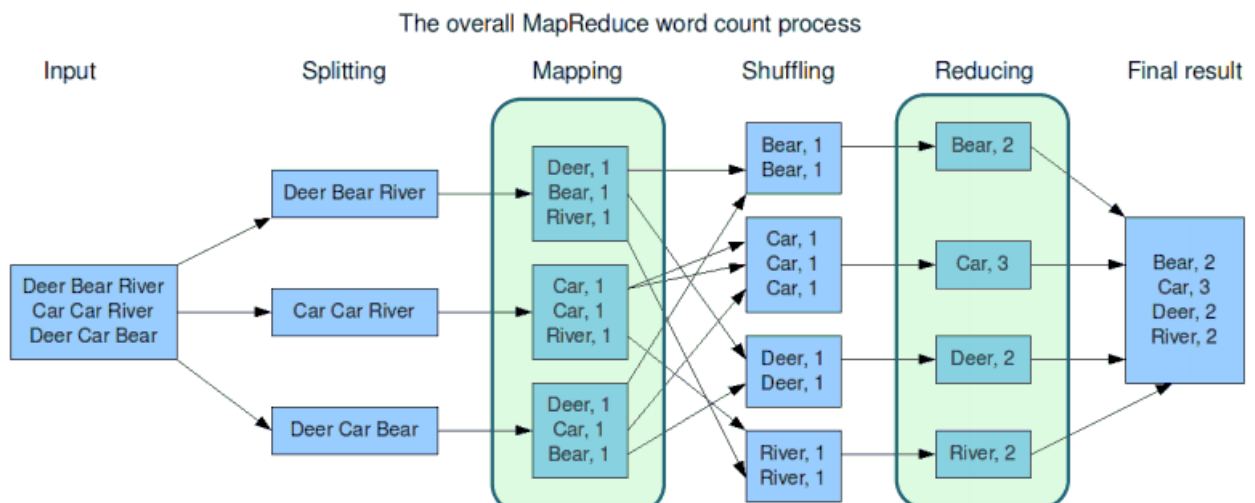 The overall MapReduce word count process
Input
Splitting
Mapping
Shuffling
Reducing
Final result
Deer Bear River
Car Car River
Deer Car Bear
Deer Bear River
Car Car River
Deer Car Bear
Deer, 1
Bear, 1
River, 1
Car, 1
Car, 1
River, 1
Deer, 1
Car, 1
Bear, 1
Bear, 1
Bear, 1
Car, 1
Car, 1
Car, 1
Deer, 1
Deer, 1
River, 1
River, 1
Bear, 2
Car, 3
Deer, 2
River, 2
Bear, 2
Car, 3
Deer, 2
River, 2